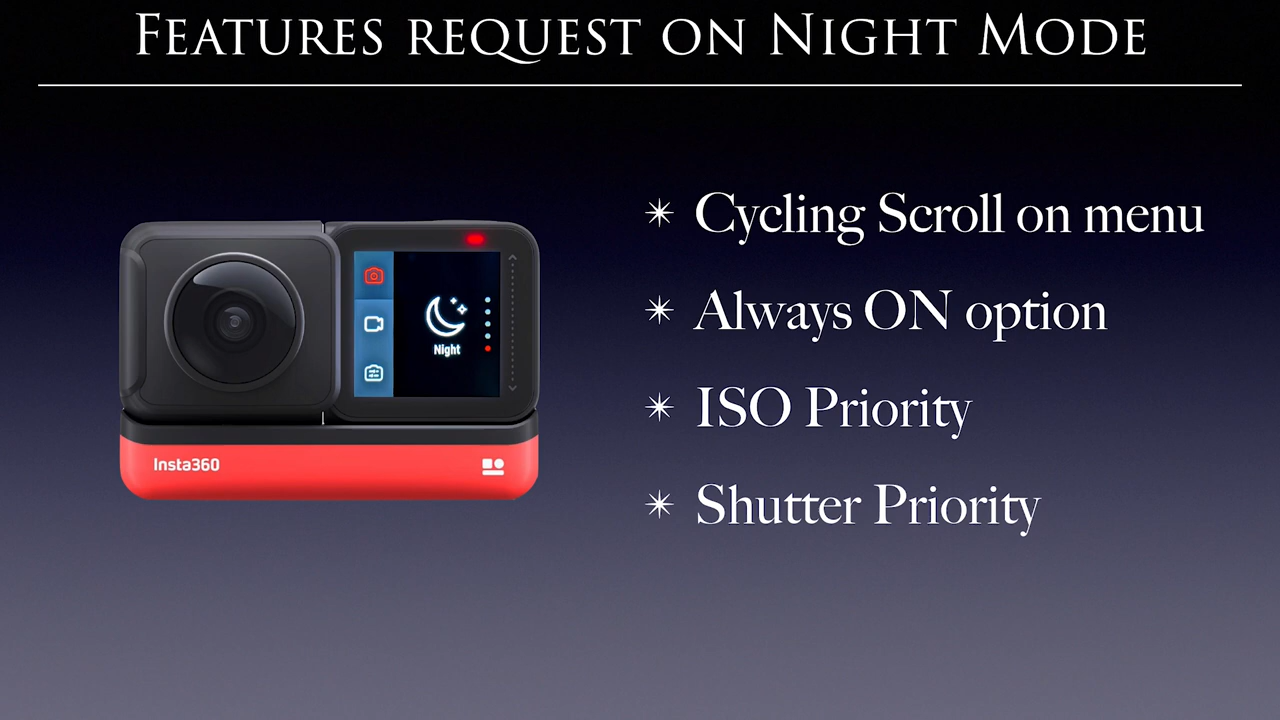 Features request on Night Mode
Cycling Scroll on menu
Always ON option
ISO Priority
Shutter Priority
Night
Insta360